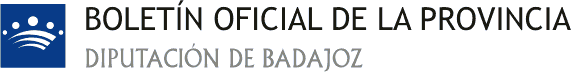 BOLETÍN OFICIAL DE LA PROVINCIA
DIPUTACIÓN DE BADAJOZ